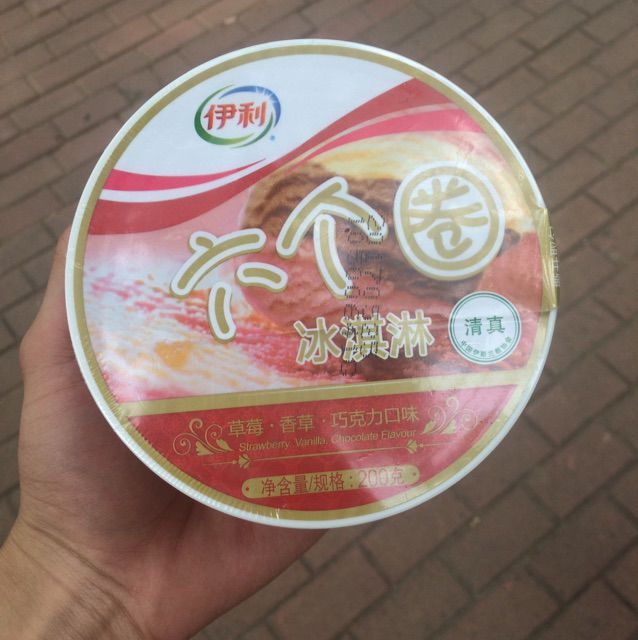 伊利
六个圈
冰淇淋
清真
草莓·香草·巧克力口味
Strawberry, Vanilla, Chocolate Flavour
净含量/规格：200克